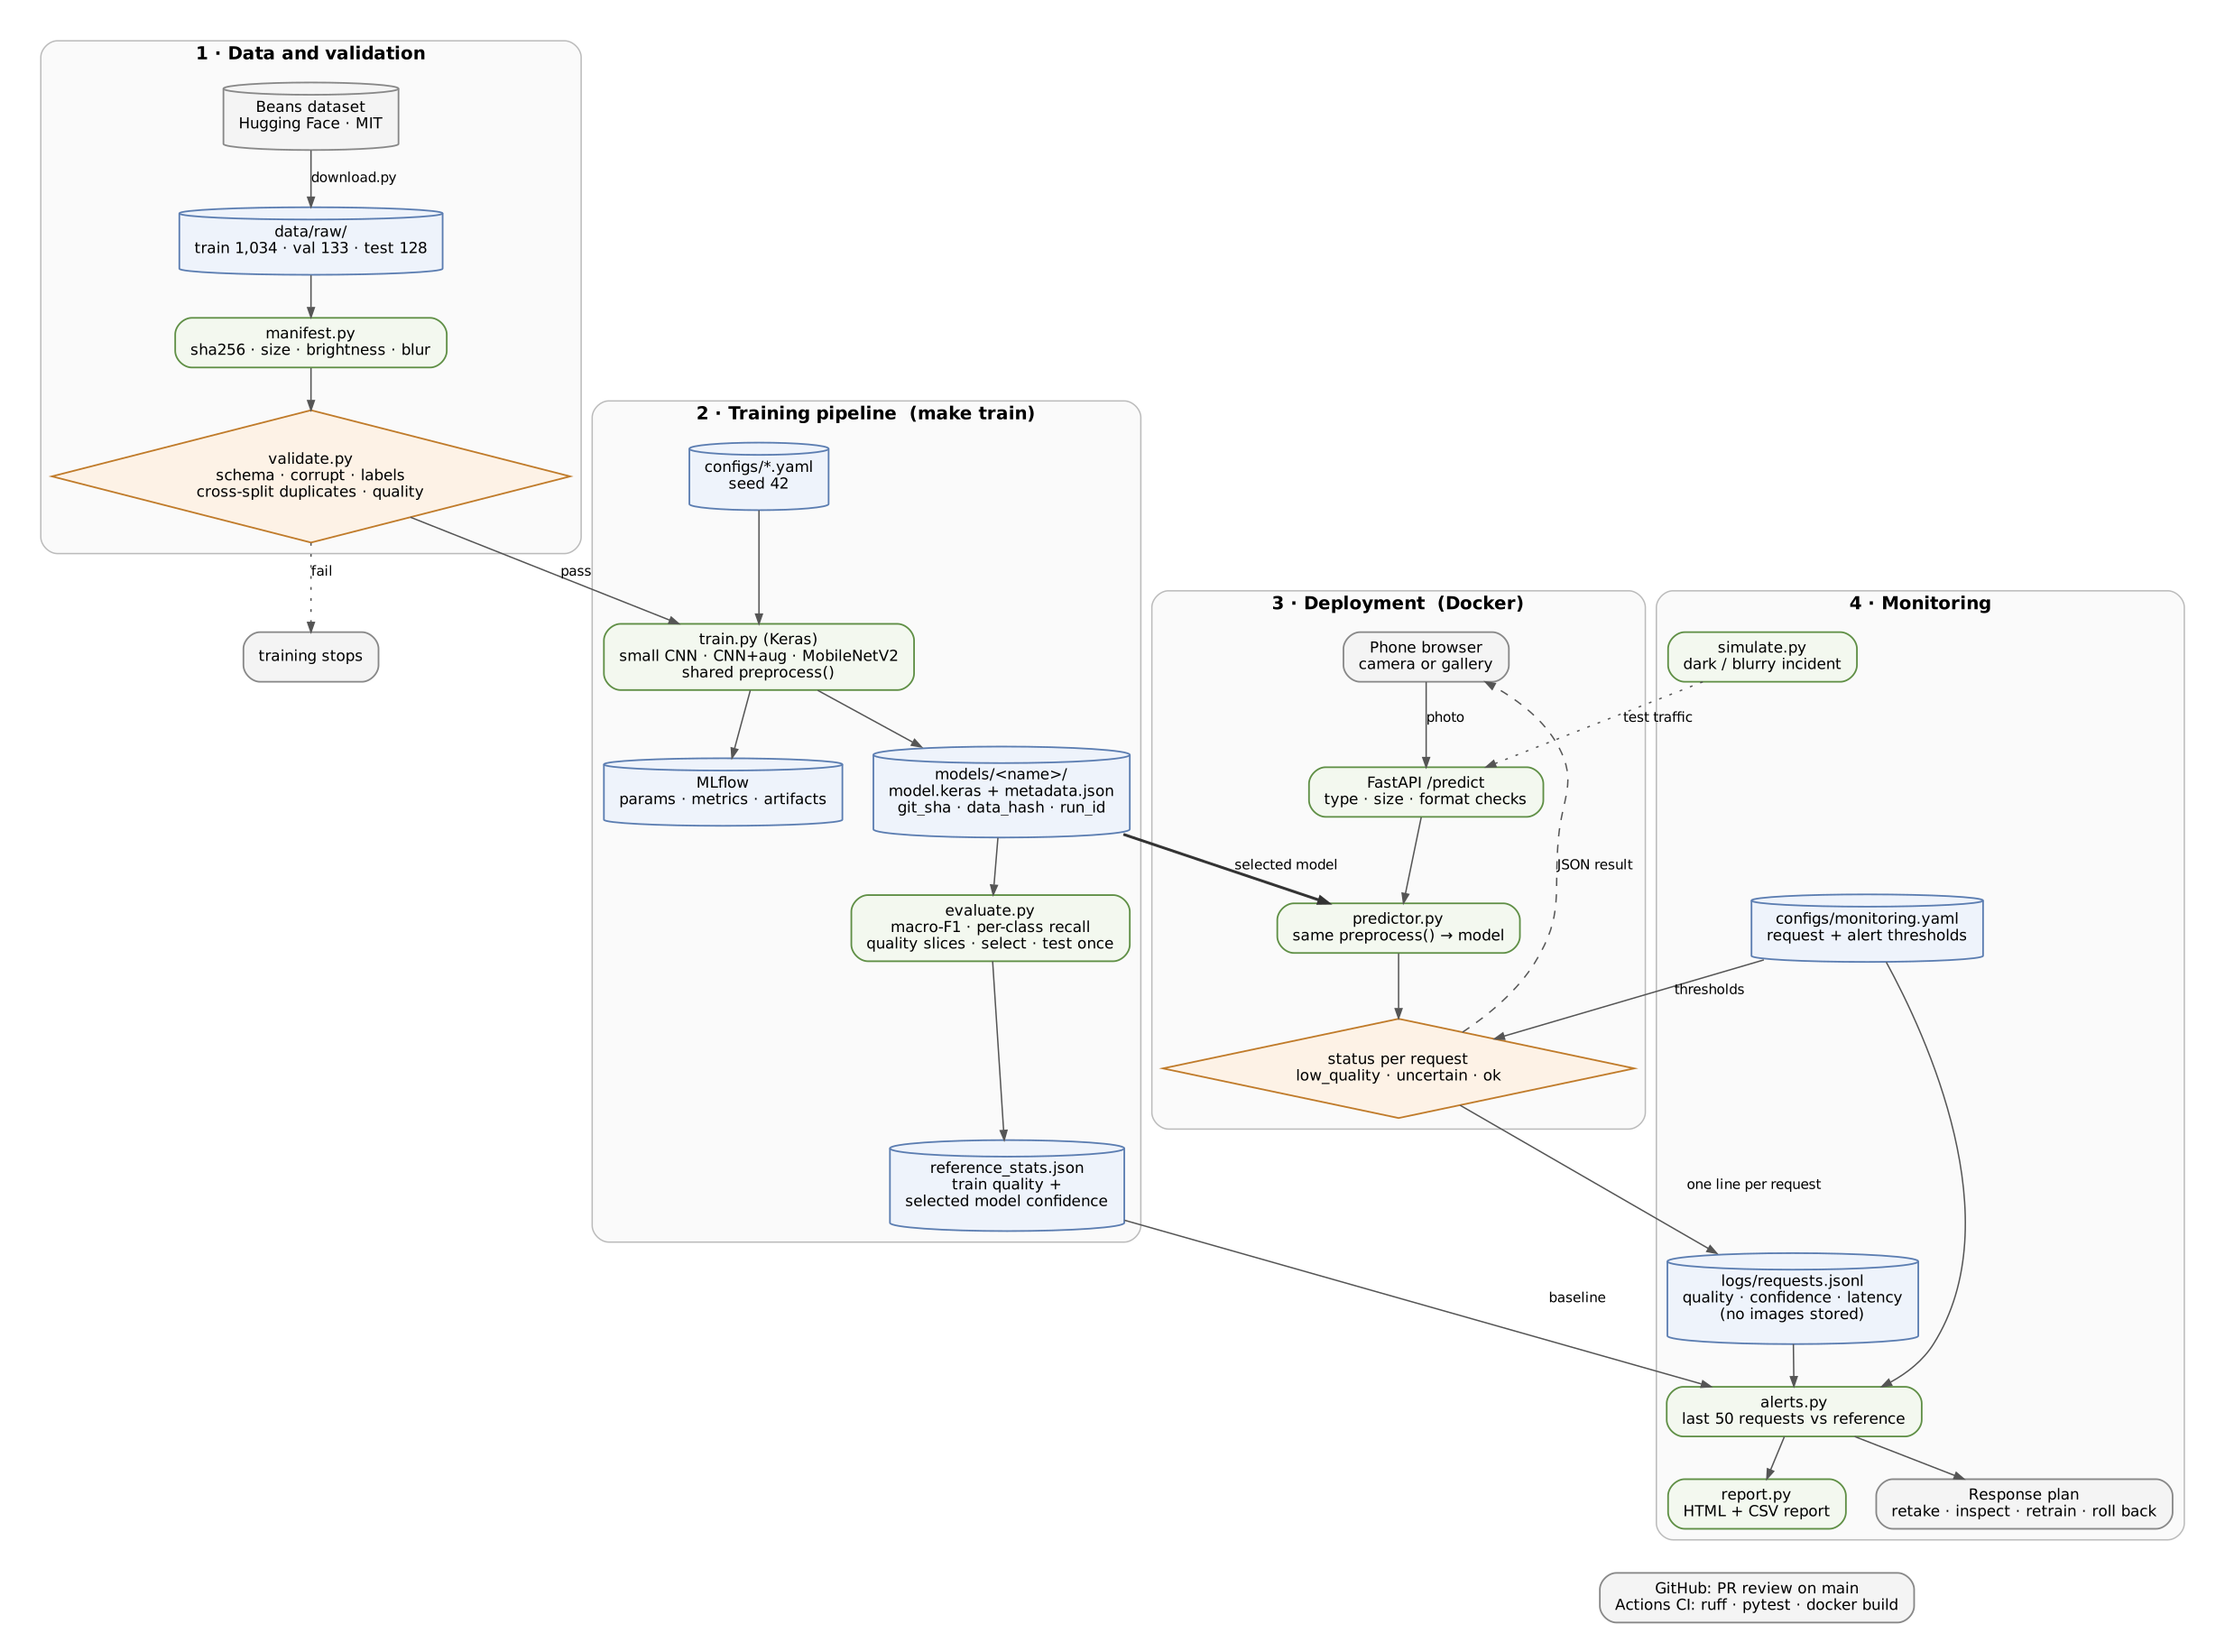 1 · Data and validation
Beans dataset
Hugging Face · MIT
download.py
data/raw/
train 1,034 · val 133 · test 128
manifest.py
sha256 · size · brightness · blur
validate.py
schema · corrupt · labels
cross-split duplicates · quality
fail
pass
training stops
2 · Training pipeline  (make train)
configs/*.yaml
seed 42
train.py (Keras)
small CNN · CNN+aug · MobileNetV2
shared preprocess()
MLflow
params · metrics · artifacts
models/<name>/
model.keras + metadata.json
git_sha · data_hash · run_id
evaluate.py
macro-F1 · per-class recall
quality slices · select · test once
reference_stats.json
train quality +
selected model confidence
selected model
baseline
3 · Deployment  (Docker)
Phone browser
camera or gallery
photo
FastAPI /predict
type · size · format checks
JSON result
predictor.py
same preprocess() → model
status per request
low_quality · uncertain · ok
4 · Monitoring
simulate.py
dark / blurry incident
test traffic
configs/monitoring.yaml
request + alert thresholds
thresholds
one line per request
logs/requests.jsonl
quality · confidence · latency
(no images stored)
alerts.py
last 50 requests vs reference
report.py
HTML + CSV report
Response plan
retake · inspect · retrain · roll back
GitHub: PR review on main
Actions CI: ruff · pytest · docker build